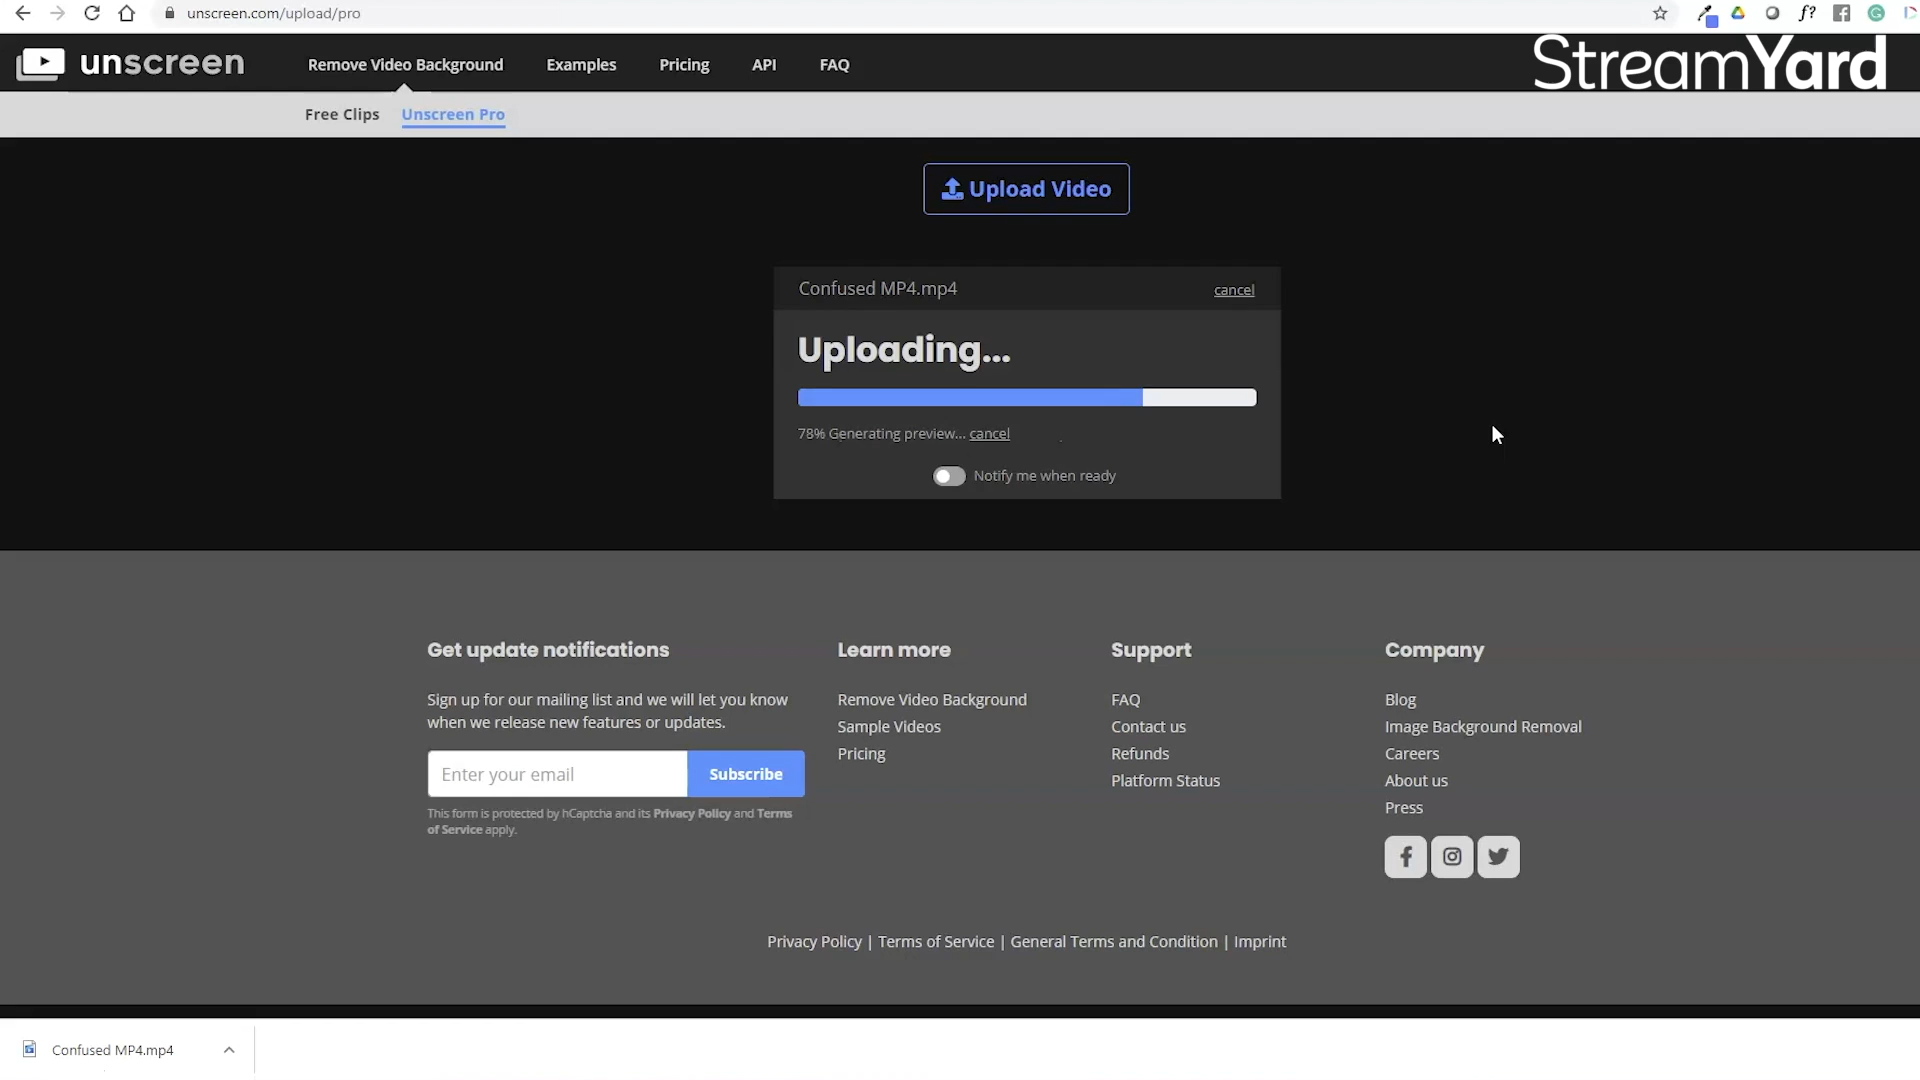 unscreen.com/upload/pro
f?
unscreen
Remove Video Background
Examples
Pricing
API
FAQ
StreamYard
Free Clips
Unscreen Pro
Upload Video
Confused MP4.mp4
cancel
Uploading...
78% Generating preview... cancel
Notify me when ready
Get update notifications
Sign up for our mailing list and we will let you know
when we release new features or updates.
Enter your email
Subscribe
This form is protected by hCaptcha and its Privacy Policy and Terms
of Service apply.
Learn more
Remove Video Background
Sample Videos
Pricing
Support
FAQ
Contact us
Refunds
Platform Status
Company
Blog
Image Background Removal
Careers
About us
Press
Privacy Policy | Terms of Service | General Terms and Condition | Imprint
Confused MP4.mp4